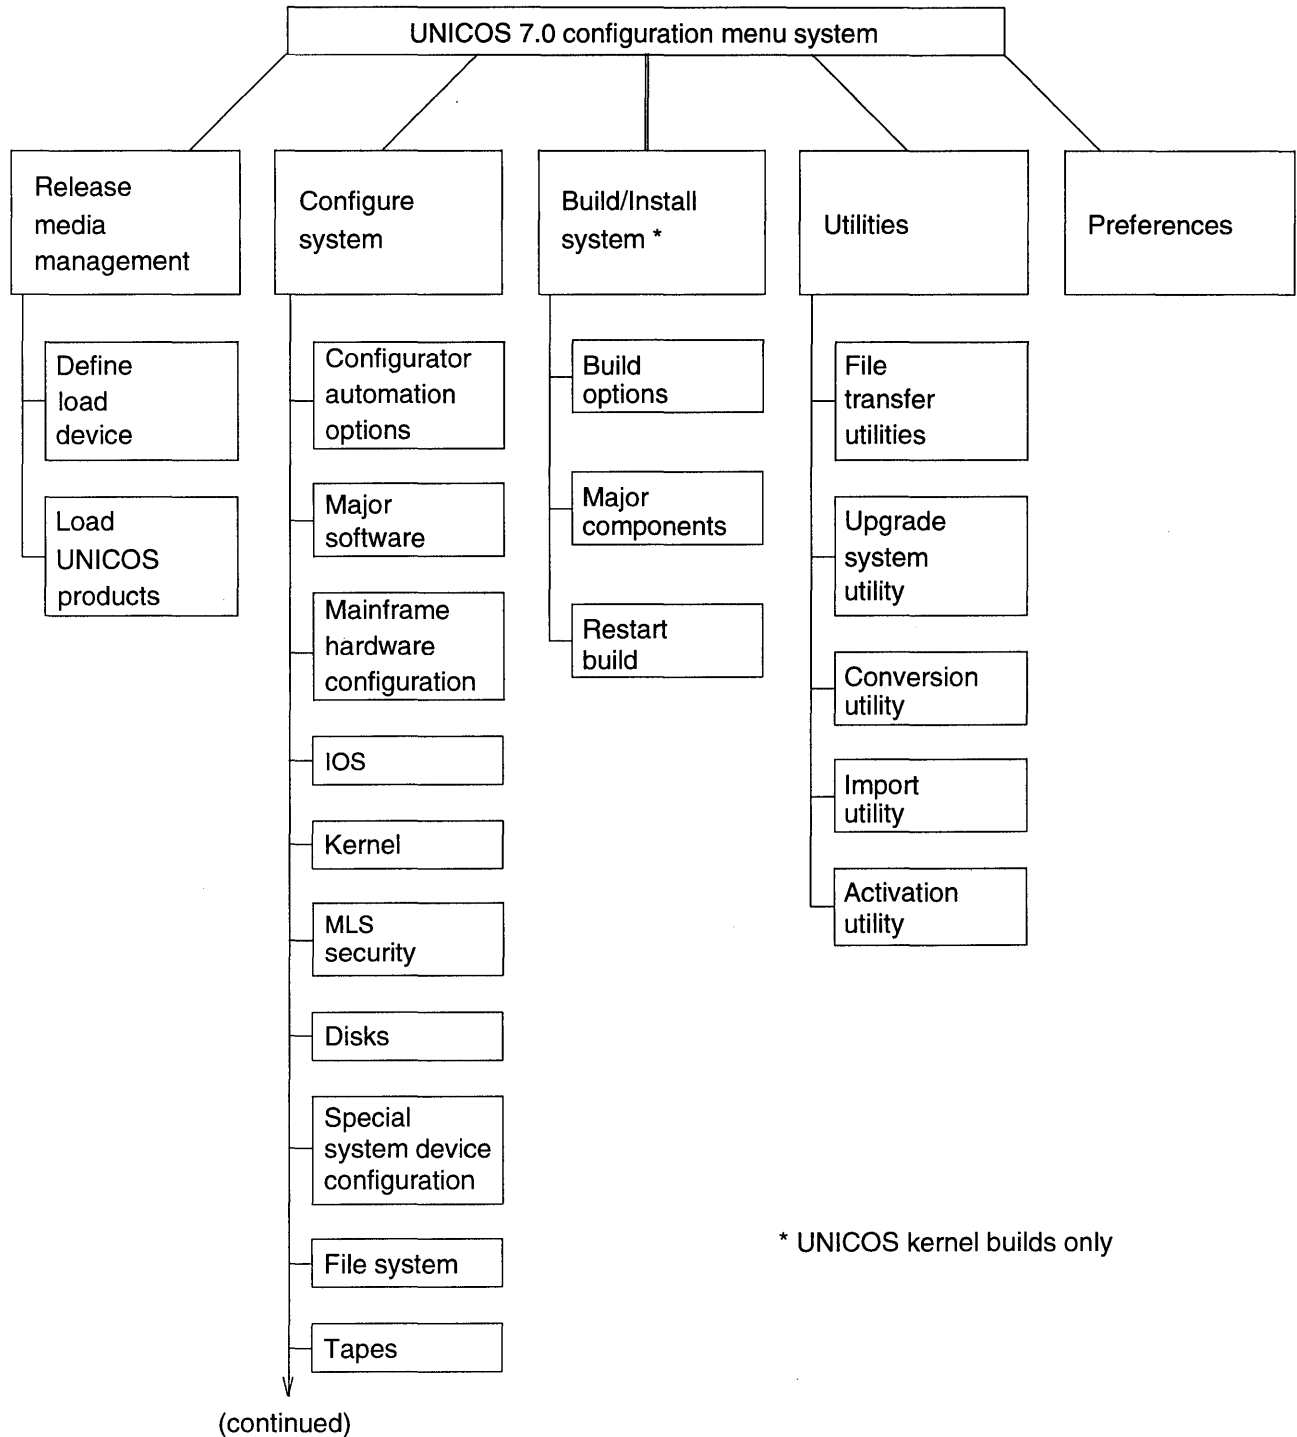 UNICOS 7.0 configuration menu system
Release
media
management
Define
load
device
Load
UNICOS
products
Configure
system
Configurator
automation
options
Major
software
Mainframe
hardware
configuration
IOS
Kernel
MLS
security
Disks
Special
system device
configuration
File system
Tapes
(continued)
Build/Install
system *
Build
options
Major
components
Restart
build
Utilities
File
transfer
utilities
Upgrade
system
utility
Conversion
utility
Import
utility
Activation
utility
Preferences
* UNICOS kernel builds only